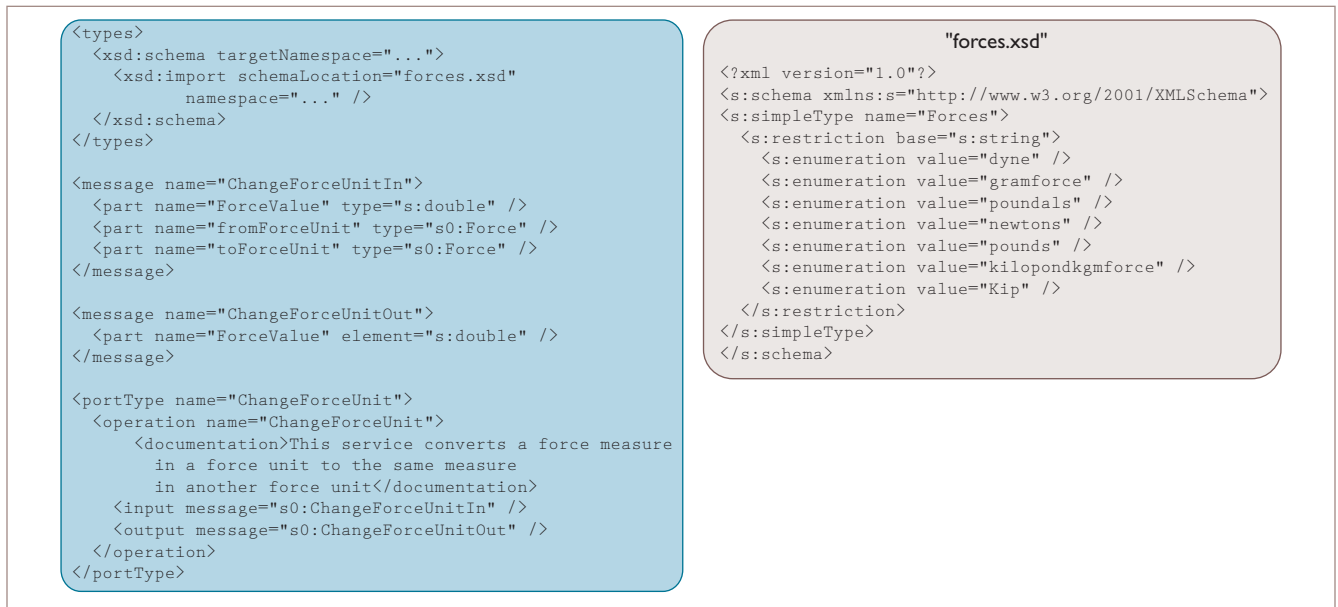 <types>
  <xsd:schema targetNamespace="...">
    <xsd:import schemaLocation="forces.xsd"
           namespace="..." />
  </xsd:schema>
</types>

<message name="ChangeForceUnitIn">
  <part name="ForceValue" type="s:double" />
  <part name="fromForceUnit" type="s0:Force" />
  <part name="toForceUnit" type="s0:Force" />
</message>

<message name="ChangeForceUnitOut">
  <part name="ForceValue" element="s:double" />
</message>

<portType name="ChangeForceUnit">
  <operation name="ChangeForceUnit">
      <documentation>This service converts a force measure
        in a force unit to the same measure
        in another force unit</documentation>
    <input message="s0:ChangeForceUnitIn" />
    <output message="s0:ChangeForceUnitOut" />
  </operation>
</portType>

"forces.xsd"
<?xml version="1.0"?>
<s:schema xmlns:s="http://www.w3.org/2001/XMLSchema">
<s:simpleType name="Forces">
  <s:restriction base="s:string">
    <s:enumeration value="dyne" />
    <s:enumeration value="gramforce" />
    <s:enumeration value="poundals" />
    <s:enumeration value="newtons" />
    <s:enumeration value="pounds" />
    <s:enumeration value="kilopondkgmforce" />
    <s:enumeration value="Kip" />
  </s:restriction>
</s:simpleType>
</s:schema>